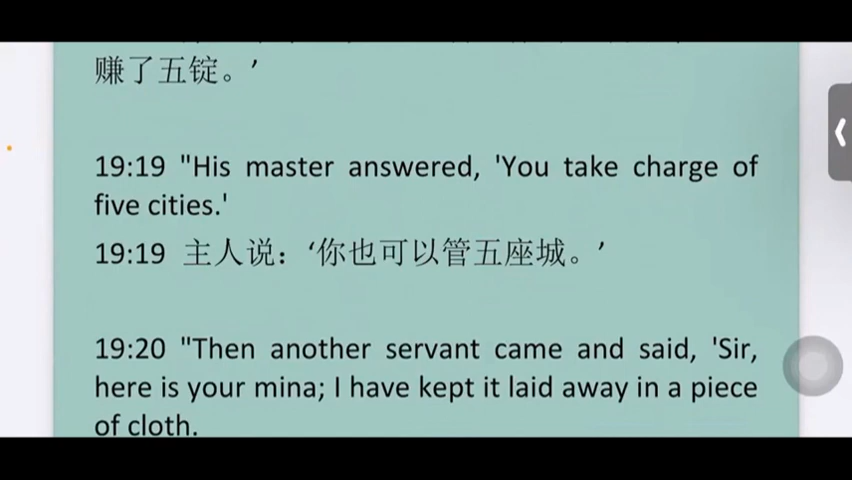 赚了五锭。’
19:19 "His master answered, 'You take charge of
five cities.'
19:19 主人说：‘你也可以管五座城。’
19:20 "Then another servant came and said, 'Sir,
here is your mina; I have kept it laid away in a piece
of cloth.